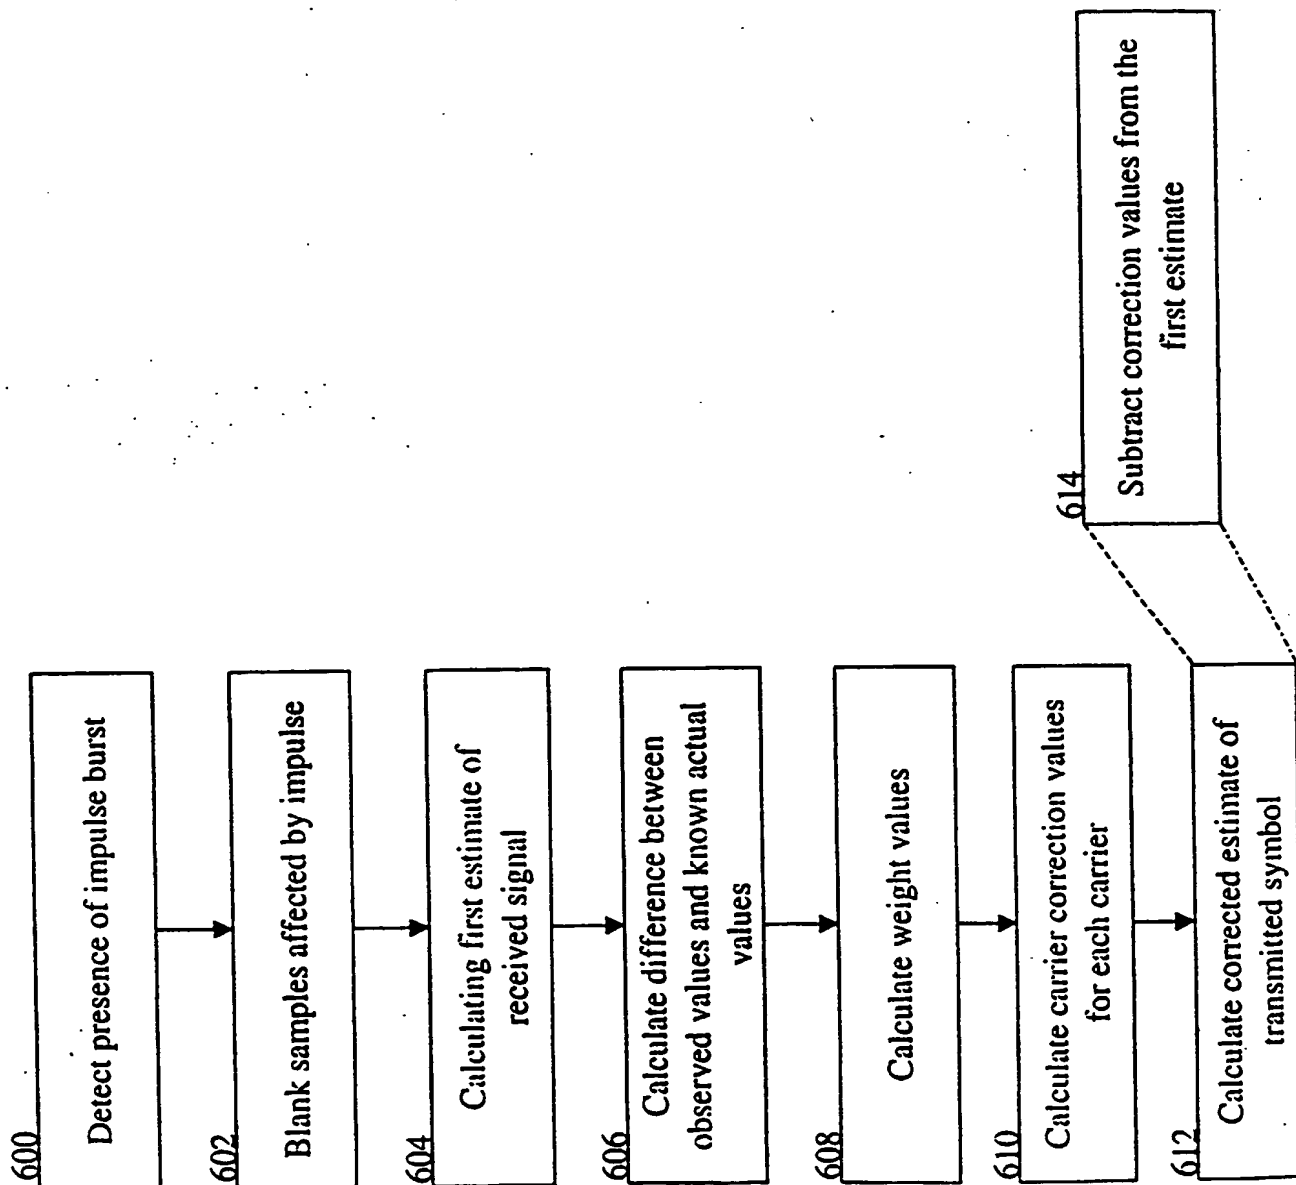 600
Detect presence of impulse burst
602
Blank samples affected by impulse
604
Calculating first estimate of
received signal
606
Calculate difference between
observed values and known actual
values
608
Calculate weight values
610
Calculate carrier correction values
for each carrier
612
Calculate corrected estimate of
transmitted symbol
614
Subtract correction values from the
first estimate